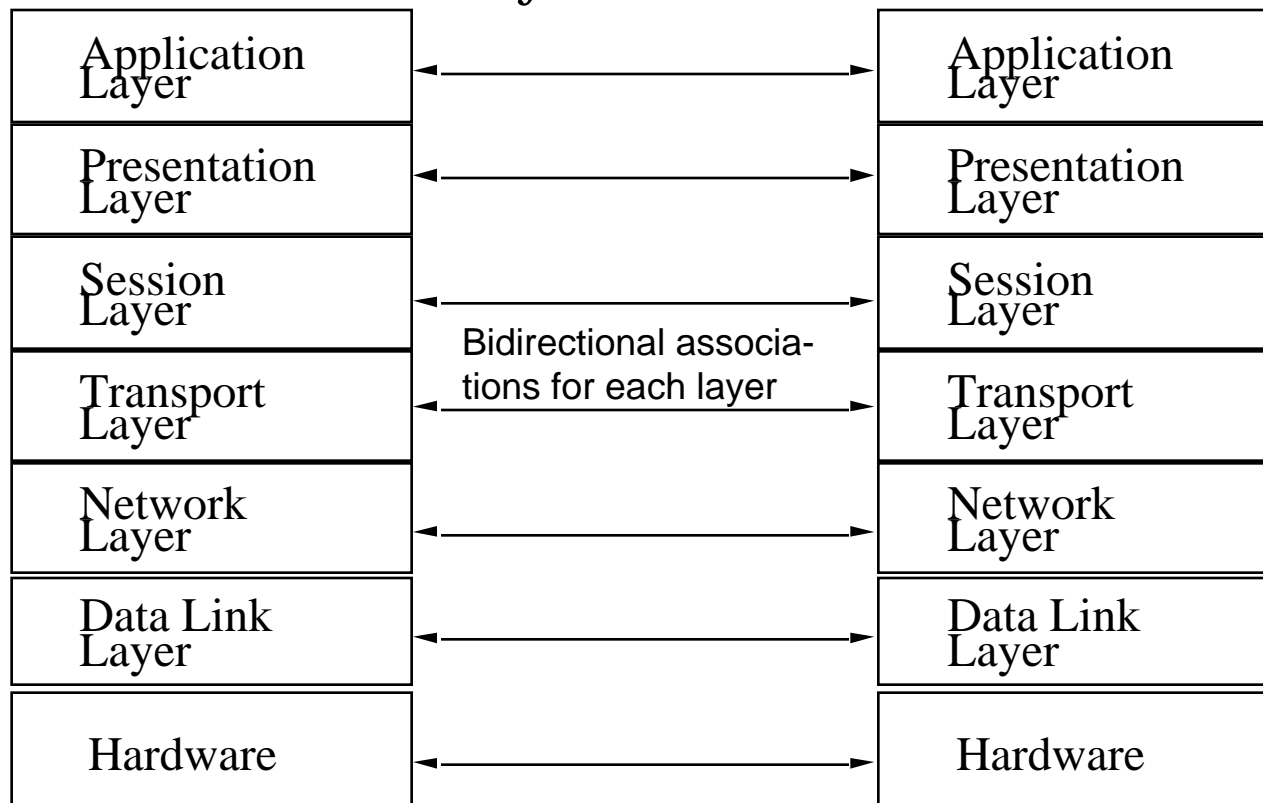 Application
Layer
Application
Layer
Presentation
Layer
Presentation
Layer
Session
Layer
Session
Layer
Bidirectional associa-
tions for each layer
Transport
Layer
Transport
Layer
Network
Layer
Network
Layer
Data Link
Layer
Data Link
Layer
Hardware
Hardware